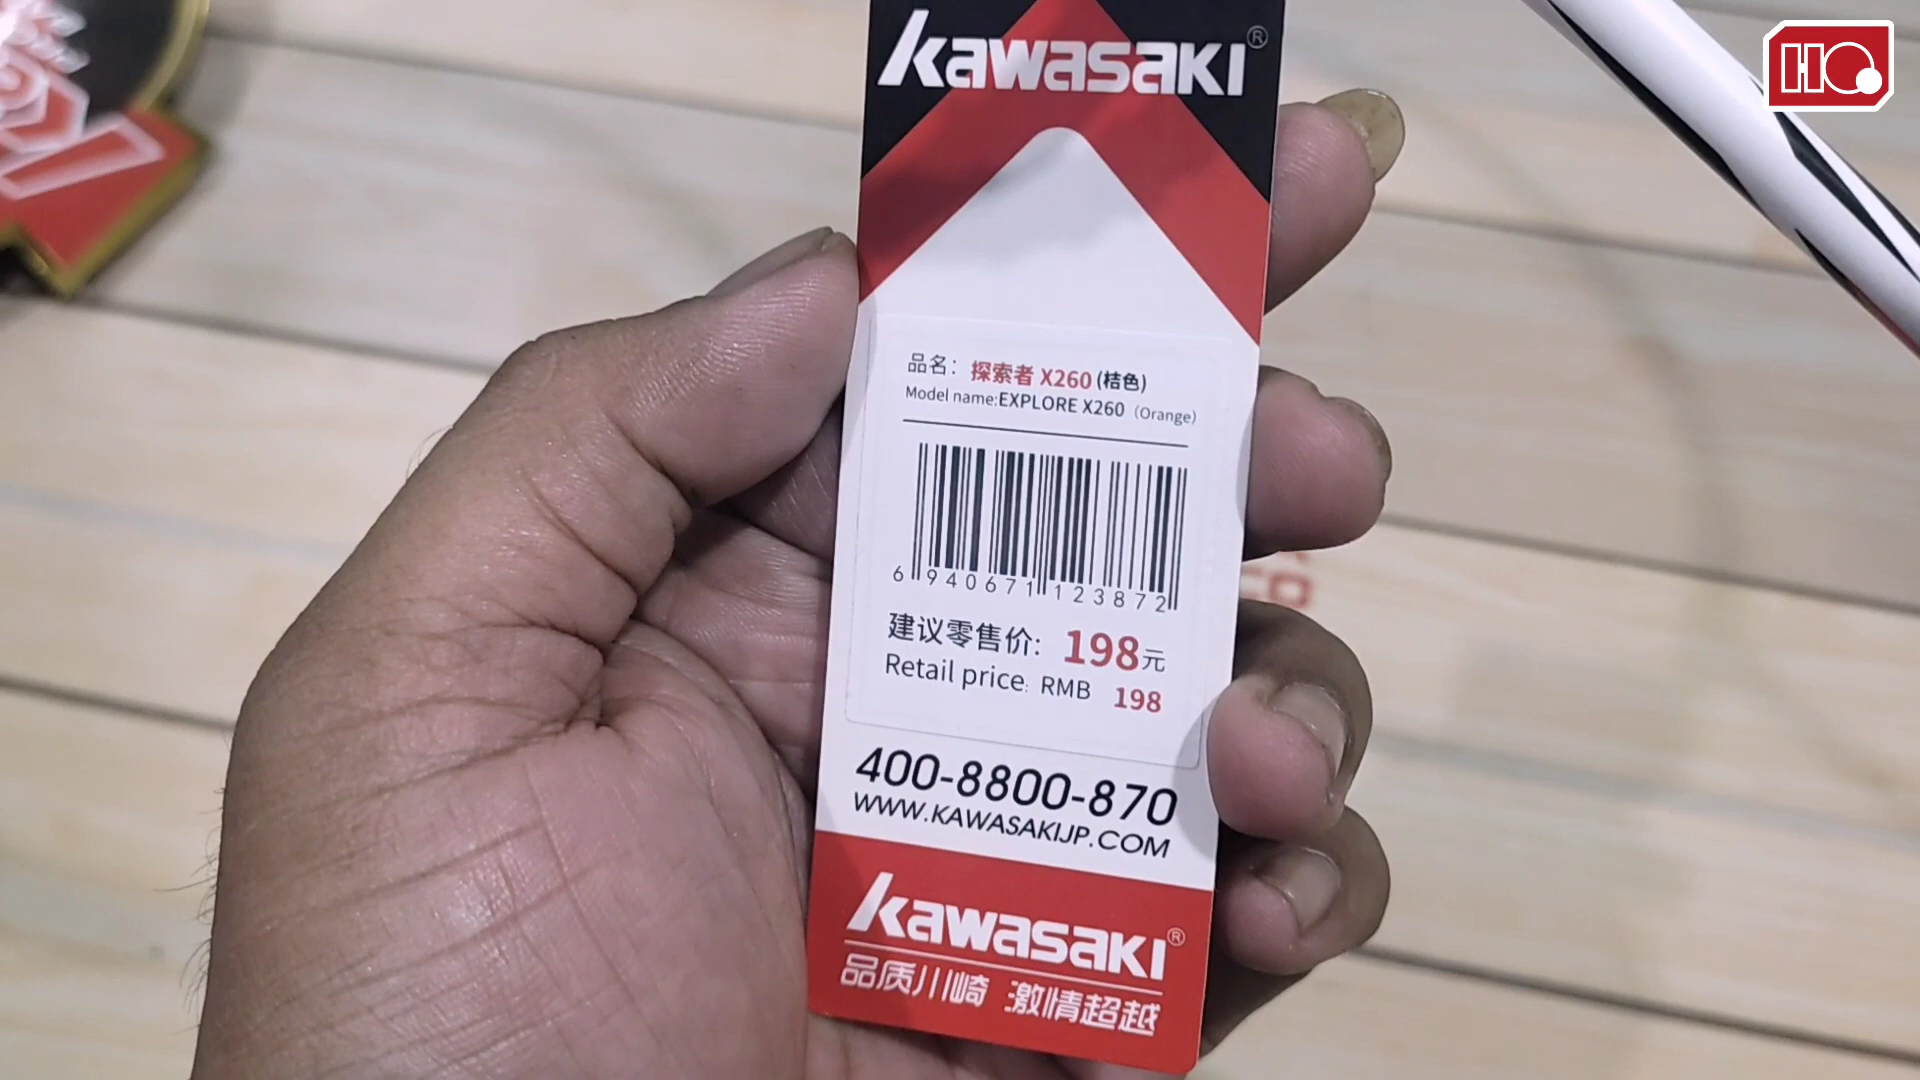 HQ
Kawasaki®
品名：探索者 X260 (桔色)
Model name:EXPLORE X260 (Orange)
6 940671 123872
建议零售价: 198元
Retail price: RMB 198
400-8800-870
WWW.KAWASAKIJP.COM
Kawasaki®
品质川崎 激情超越